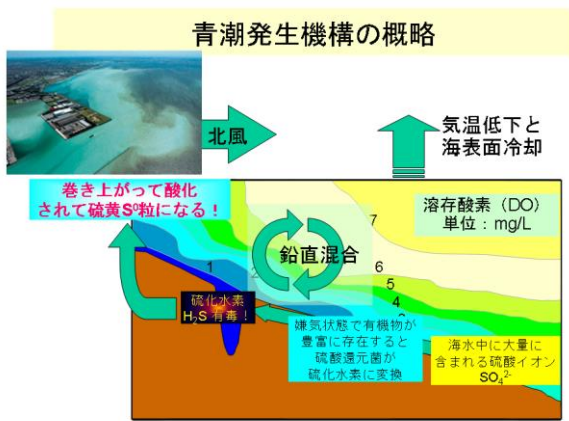 青潮発生機構の概略
北風
気温低下と
海表面冷却
巻き上がって酸化
されて硫黄S⁰粒になる!
溶存酸素(DO)
単位:mg/L
7
鉛直混合
1
2
6
5
4
3
硫化水素
H₂S 有毒!
嫌気状態で有機物が
豊富に存在すると
硫酸還元菌が
硫化水素に変換
海水中に大量に
含まれる硫酸イオン
SO₄²⁻